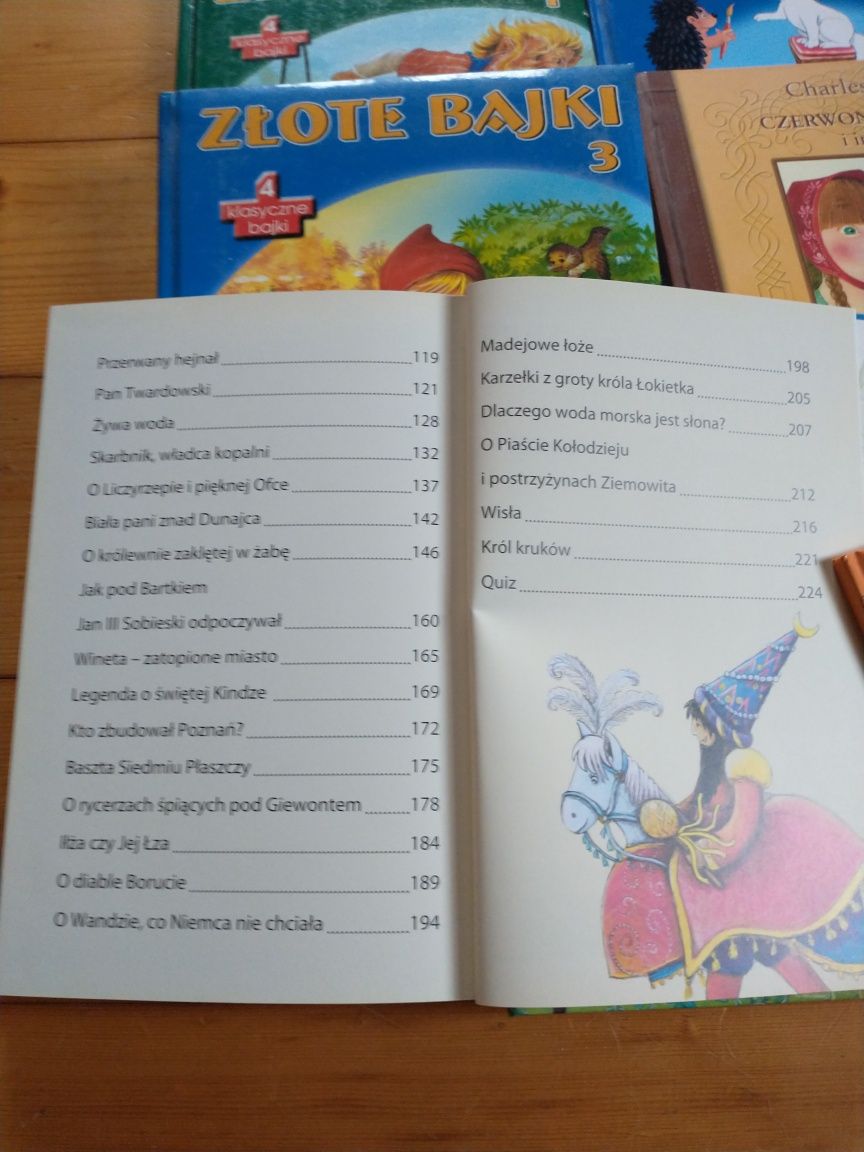 4
klasyczne
bajki
ZŁOTE BAJKI
3
4
klasyczne
bajki
Charles
CZERWON
i i
Przerwany hejnał 119
Pan Twardowski 121
Żywa woda 128
Skarbnik, władca kopalni 132
O Liczyrzepie i pięknej Ofce 137
Biała pani znad Dunajca 142
O królewnie zaklętej w żabę 146
Jak pod Bartkiem
Jan III Sobieski odpoczywał 160
Wineta – zatopione miasto 165
Legenda o świętej Kindze 169
Kto zbudował Poznań? 172
Baszta Siedmiu Płaszczy 175
O rycerzach śpiących pod Giewontem 178
Iłża czy Jej Łza 184
O diable Borucie 189
O Wandzie, co Niemca nie chciała 194
Madejowe łoże 198
Karzełki z groty króla Łokietka 205
Dlaczego woda morska jest słona? 207
O Piaście Kołodzieju
i postrzyżynach Ziemowita 212
Wisła 216
Król kruków 221
Quiz 224